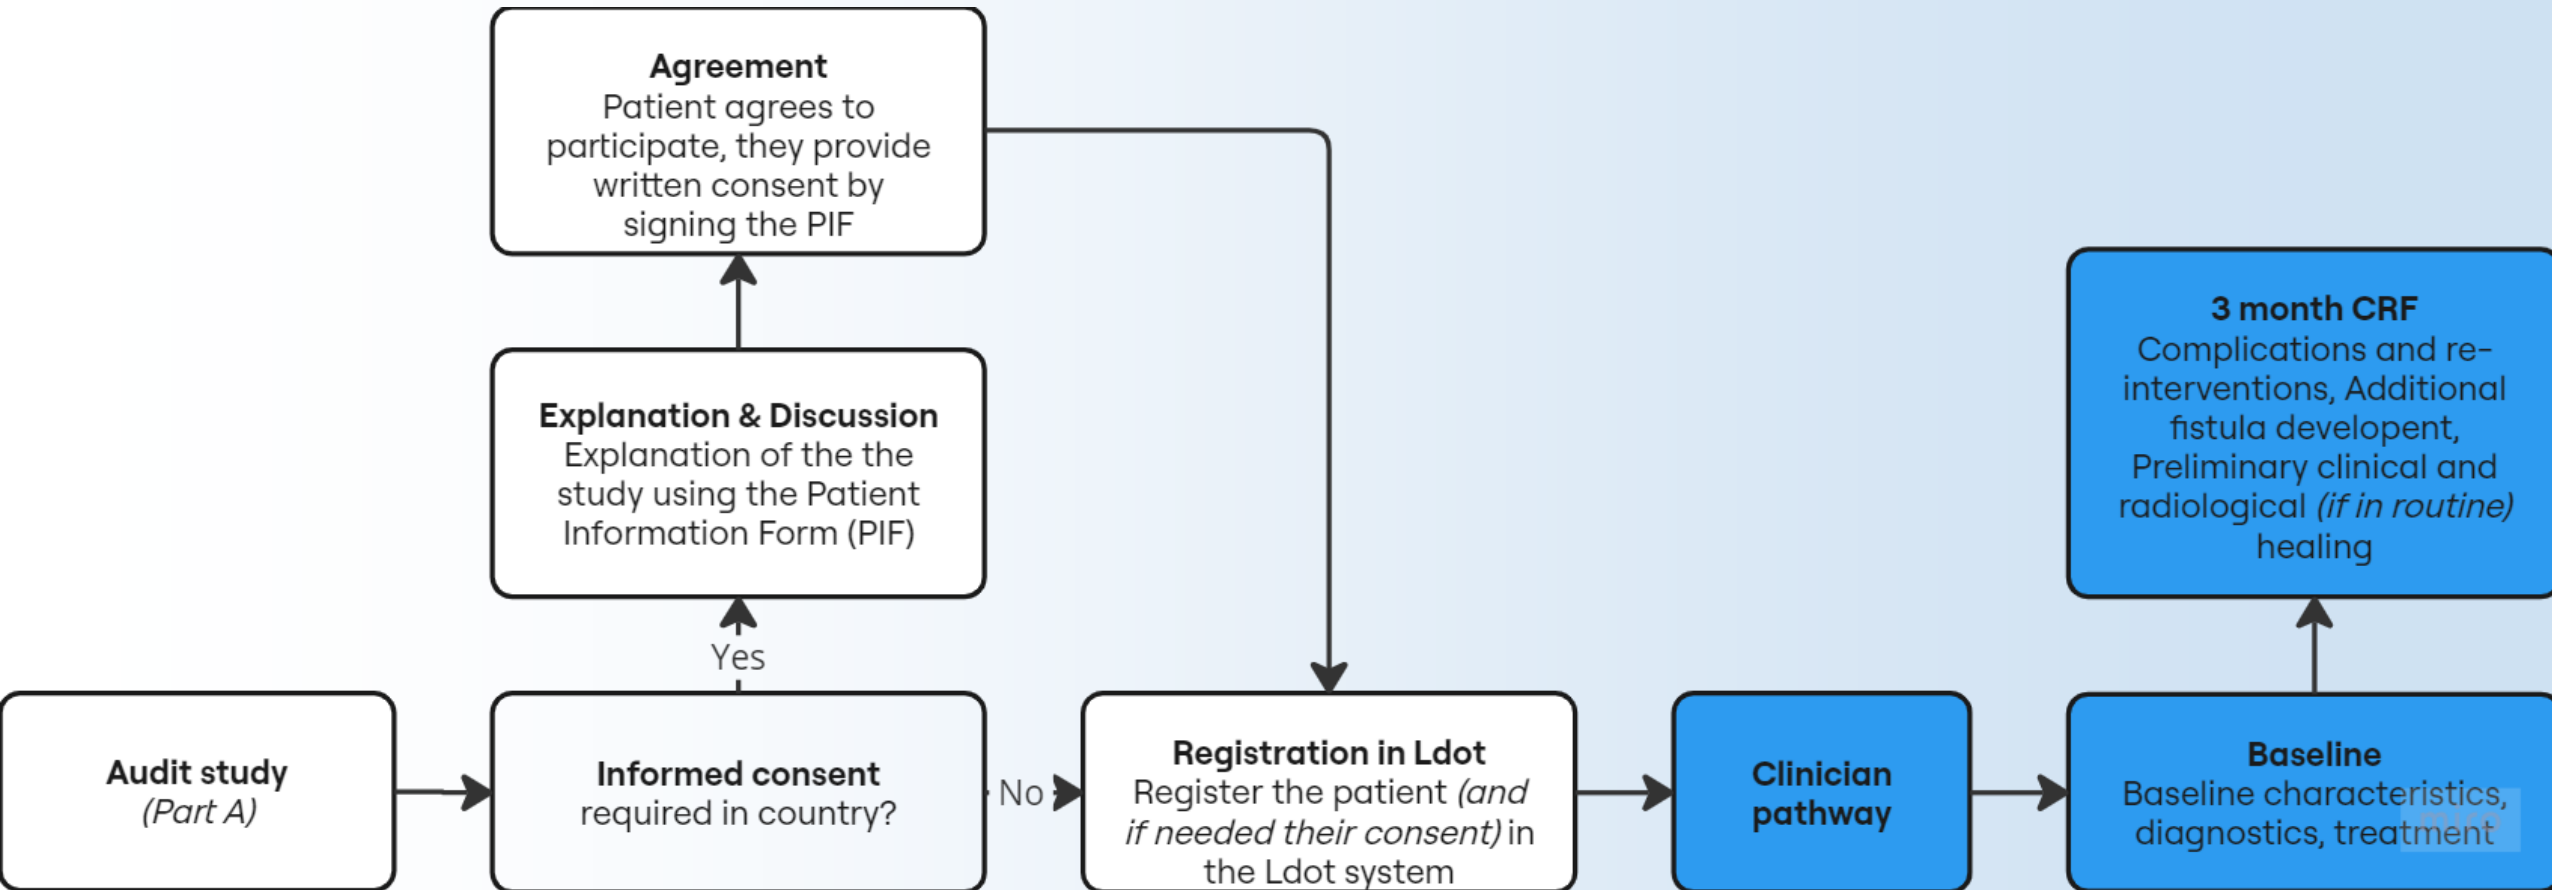 Agreement
Patient agrees to
participate, they provide
written consent by
signing the PIF
Explanation & Discussion
Explanation of the the
study using the Patient
Information Form (PIF)
Yes
Audit study
(Part A)
Informed consent
required in country?
No
Registration in Ldot
Register the patient (and
if needed their consent) in
the Ldot system
Clinician
pathway
Baseline
Baseline characteristics,
diagnostics, treatment
miro
3 month CRF
Complications and re-
interventions, Additional
fistula developent,
Preliminary clinical and
radiological (if in routine)
healing